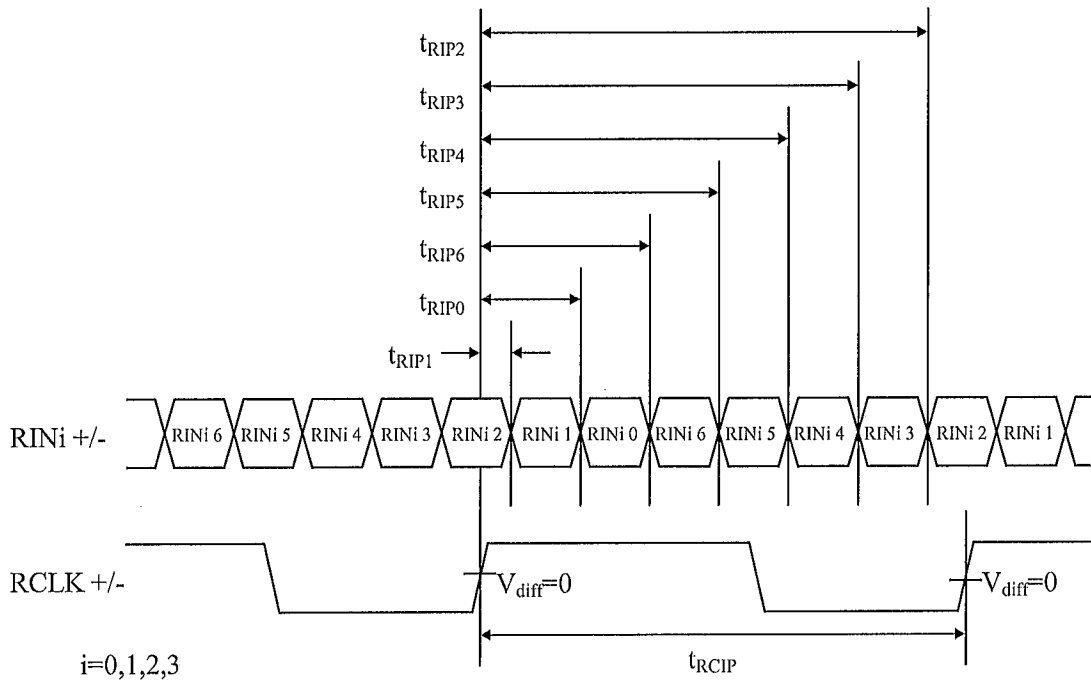 tRIP2
tRIP3
tRIP4
tRIP5
tRIP6
tRIP0
tRIP1
RINi +/-
RINi 6 RINi 5 RINi 4 RINi 3 RINi 2 RINi 1 RINi 0 RINi 6 RINi 5 RINi 4 RINi 3 RINi 2 RINi 1
RCLK +/-
Vdiff=0 Vdiff=0
tRCIP
i=0,1,2,3